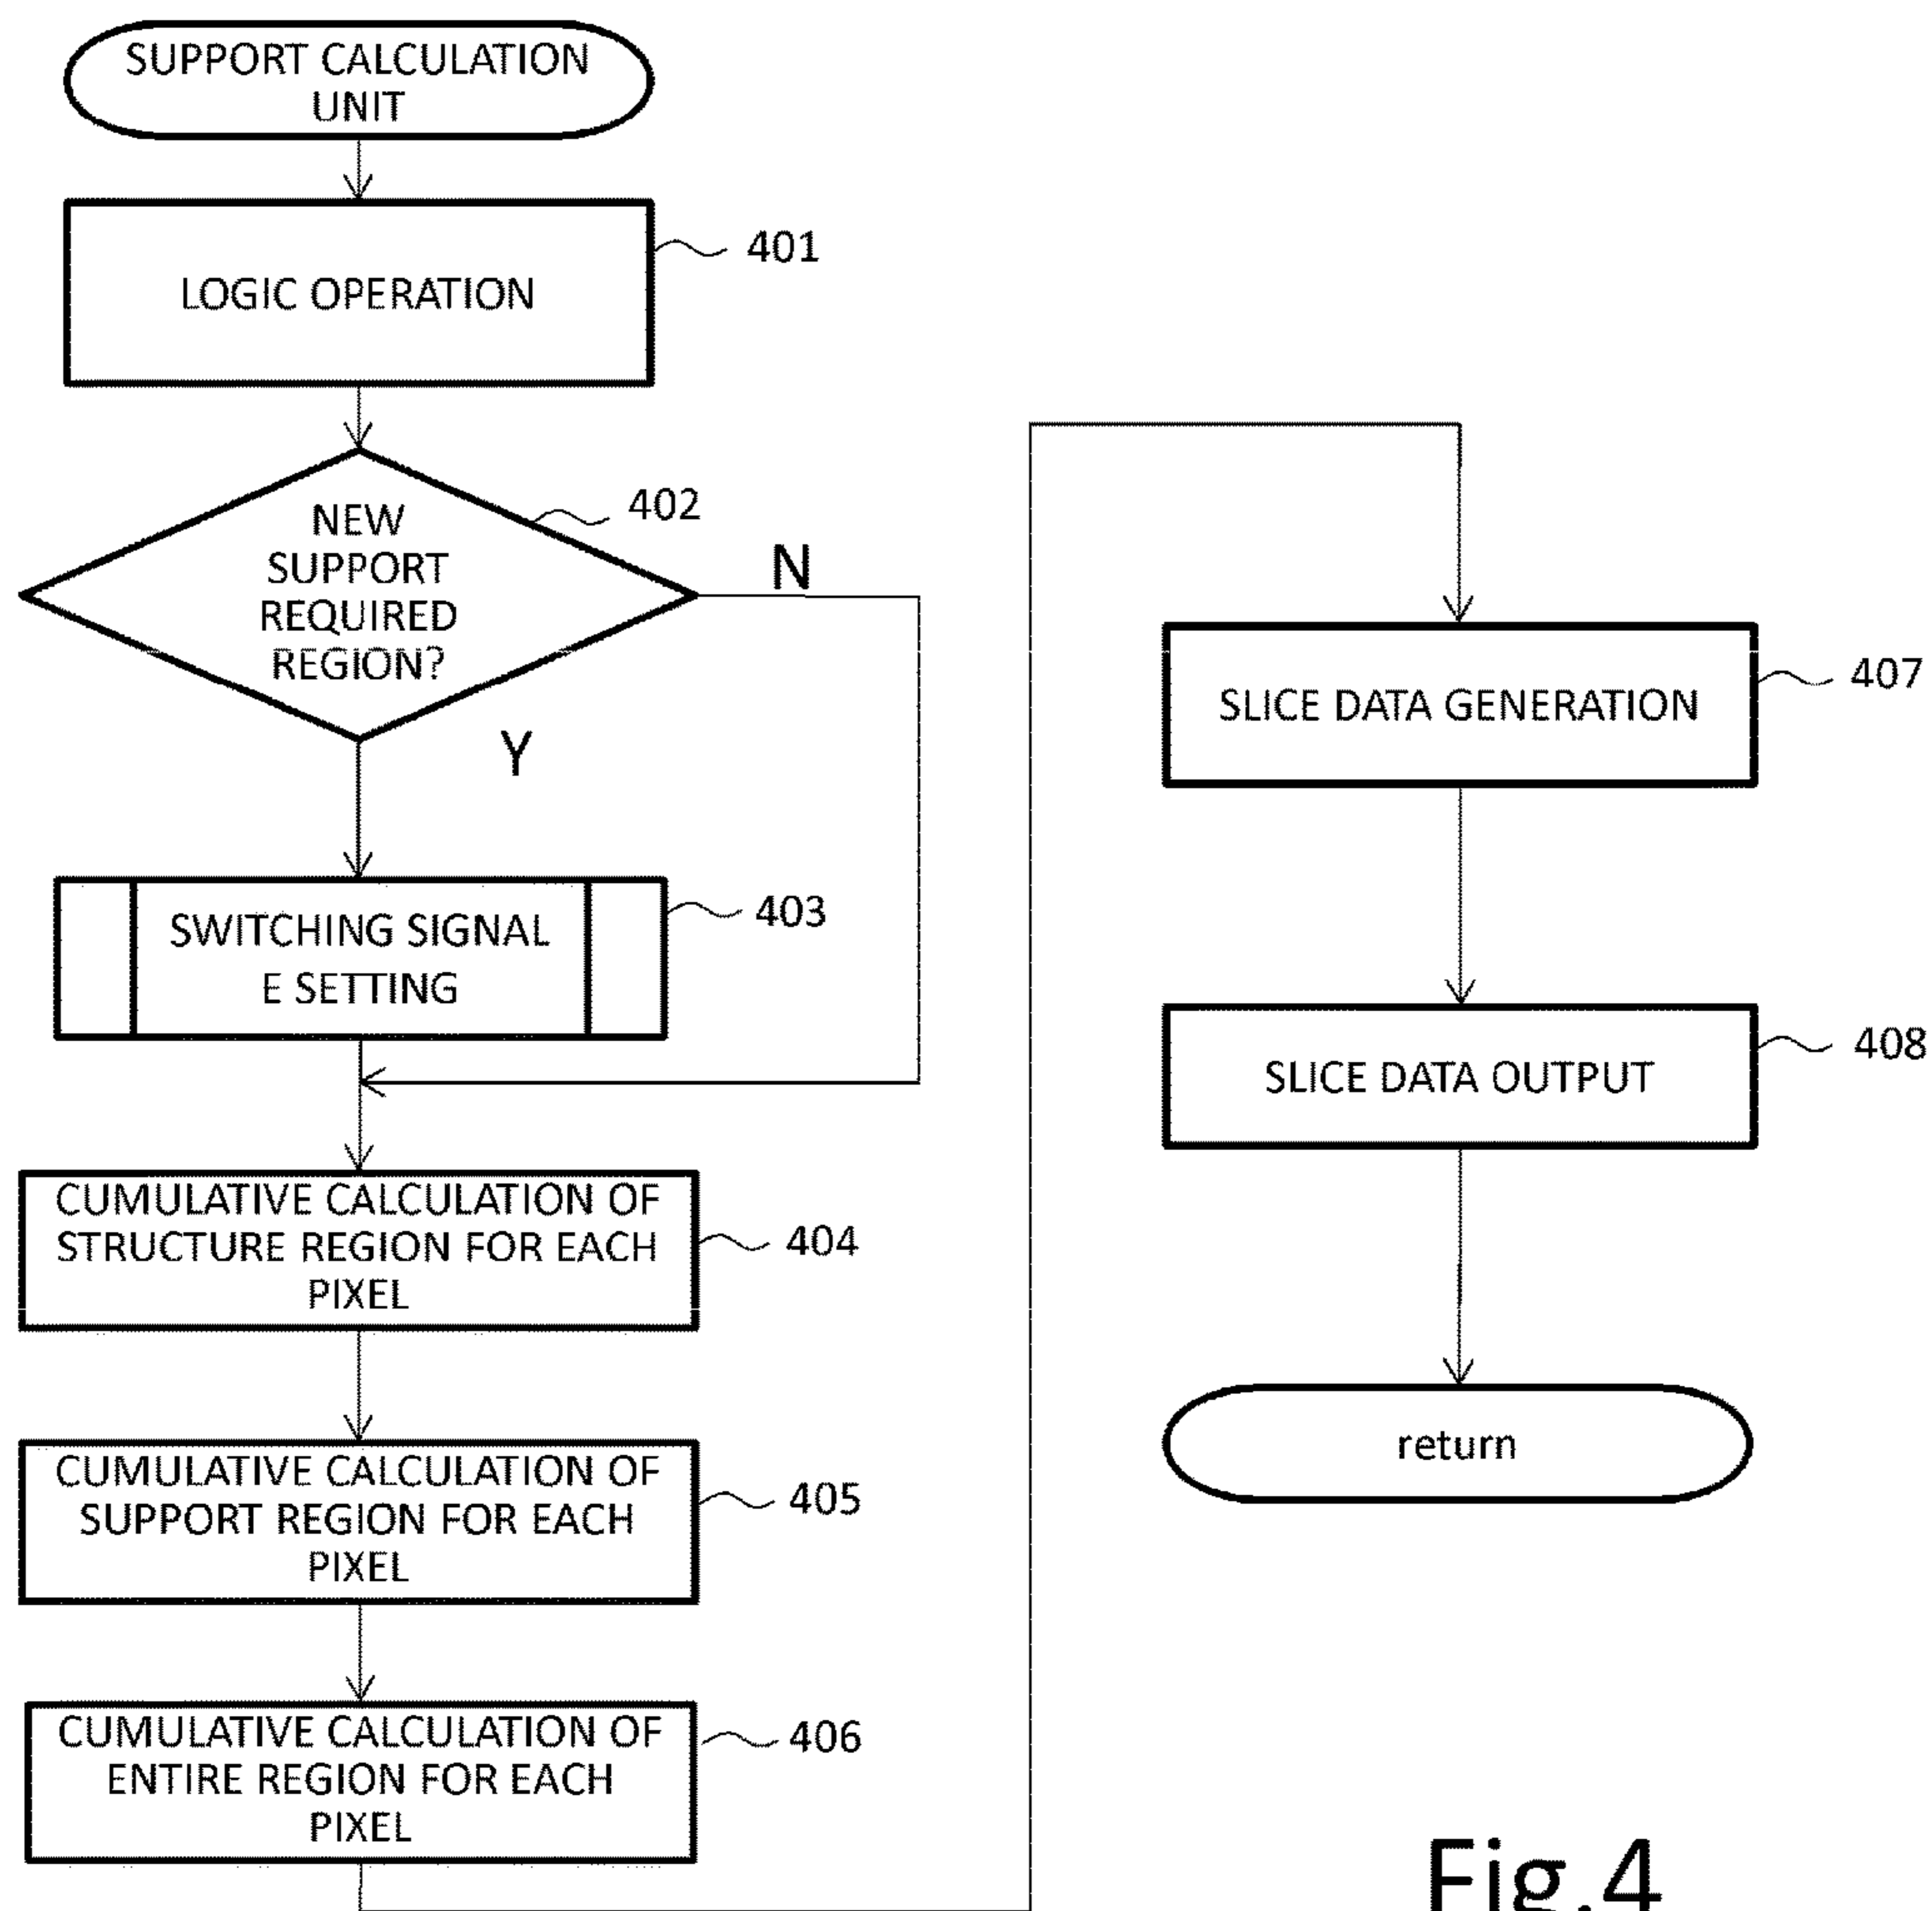 SUPPORT CALCULATION
UNIT
LOGIC OPERATION
401
NEW
SUPPORT
REQUIRED
REGION?
402
N
Y
SWITCHING SIGNAL
E SETTING
403
CUMULATIVE CALCULATION OF
STRUCTURE REGION FOR EACH
PIXEL
404
CUMULATIVE CALCULATION OF
SUPPORT REGION FOR EACH
PIXEL
405
CUMULATIVE CALCULATION OF
ENTIRE REGION FOR EACH
PIXEL
406
SLICE DATA GENERATION
407
SLICE DATA OUTPUT
408
return
Fig.4